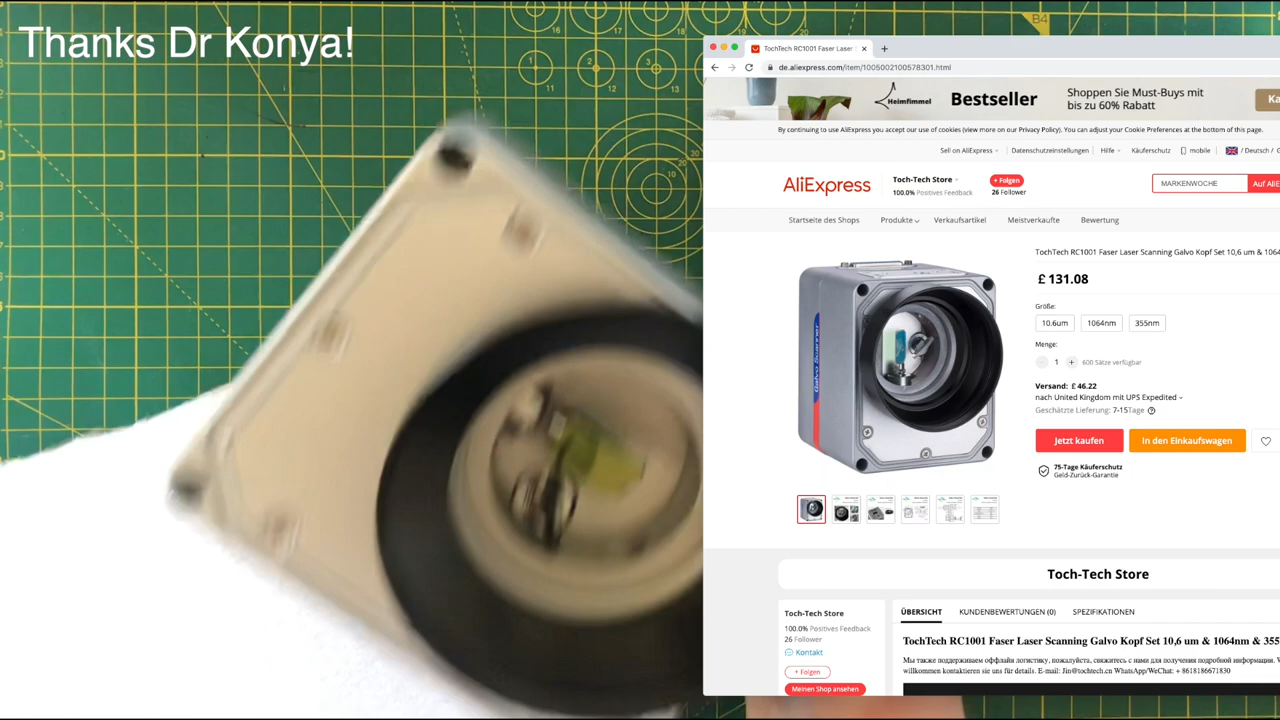 Thanks Dr Konya!
B4
TochTech RC1001 Faser Laser
de.aliexpress.com/item/1005002100578301.html
Heimfimmel
Bestseller
Shoppen Sie Must-Buys mit
bis zu 60% Rabatt
Ka
By continuing to use AliExpress you accept our use of cookies (view more on our Privacy Policy). You can adjust your Cookie Preferences at the bottom of this page.
Sell on AliExpress
Datenschutzeinstellungen
Hilfe
Käuferschutz
mobile
/ Deutsch /
AliExpress
Toch-Tech Store
100.0% Positives Feedback
+ Folgen
26 Follower
MARKENWOCHE
Auf AliE
Startseite des Shops
Produkte
Verkaufsartikel
Meistverkaufte
Bewertung
TochTech RC1001 Faser Laser Scanning Galvo Kopf Set 10,6 um & 1064
£ 131.08
Größe:
10.6um
1064nm
355nm
Menge:
1
600 Sätze verfügbar
Versand: £ 46.22
nach United Kingdom mit UPS Expedited
Geschätzte Lieferung: 7-15Tage
Jetzt kaufen
In den Einkaufswagen
75-Tage Käuferschutz
Geld-Zurück-Garantie
Galvo Scanner
Toch-Tech Store
Toch-Tech Store
100.0% Positives Feedback
26 Follower
Kontakt
+ Folgen
Meinen Shop ansehen
ÜBERSICHT
KUNDENBEWERTUNGEN (0)
SPEZIFIKATIONEN
TochTech RC1001 Faser Laser Scanning Galvo Kopf Set 10,6 um & 1064nm & 355
Мы также поддерживаем оффлайн логистику, пожалуйста, свяжитесь с нами для получения подробной информации.
willkommen kontaktieren sie uns für details. E-mail: Jin@tochtech.cn WhatsApp/WeChat: + 8618186671830